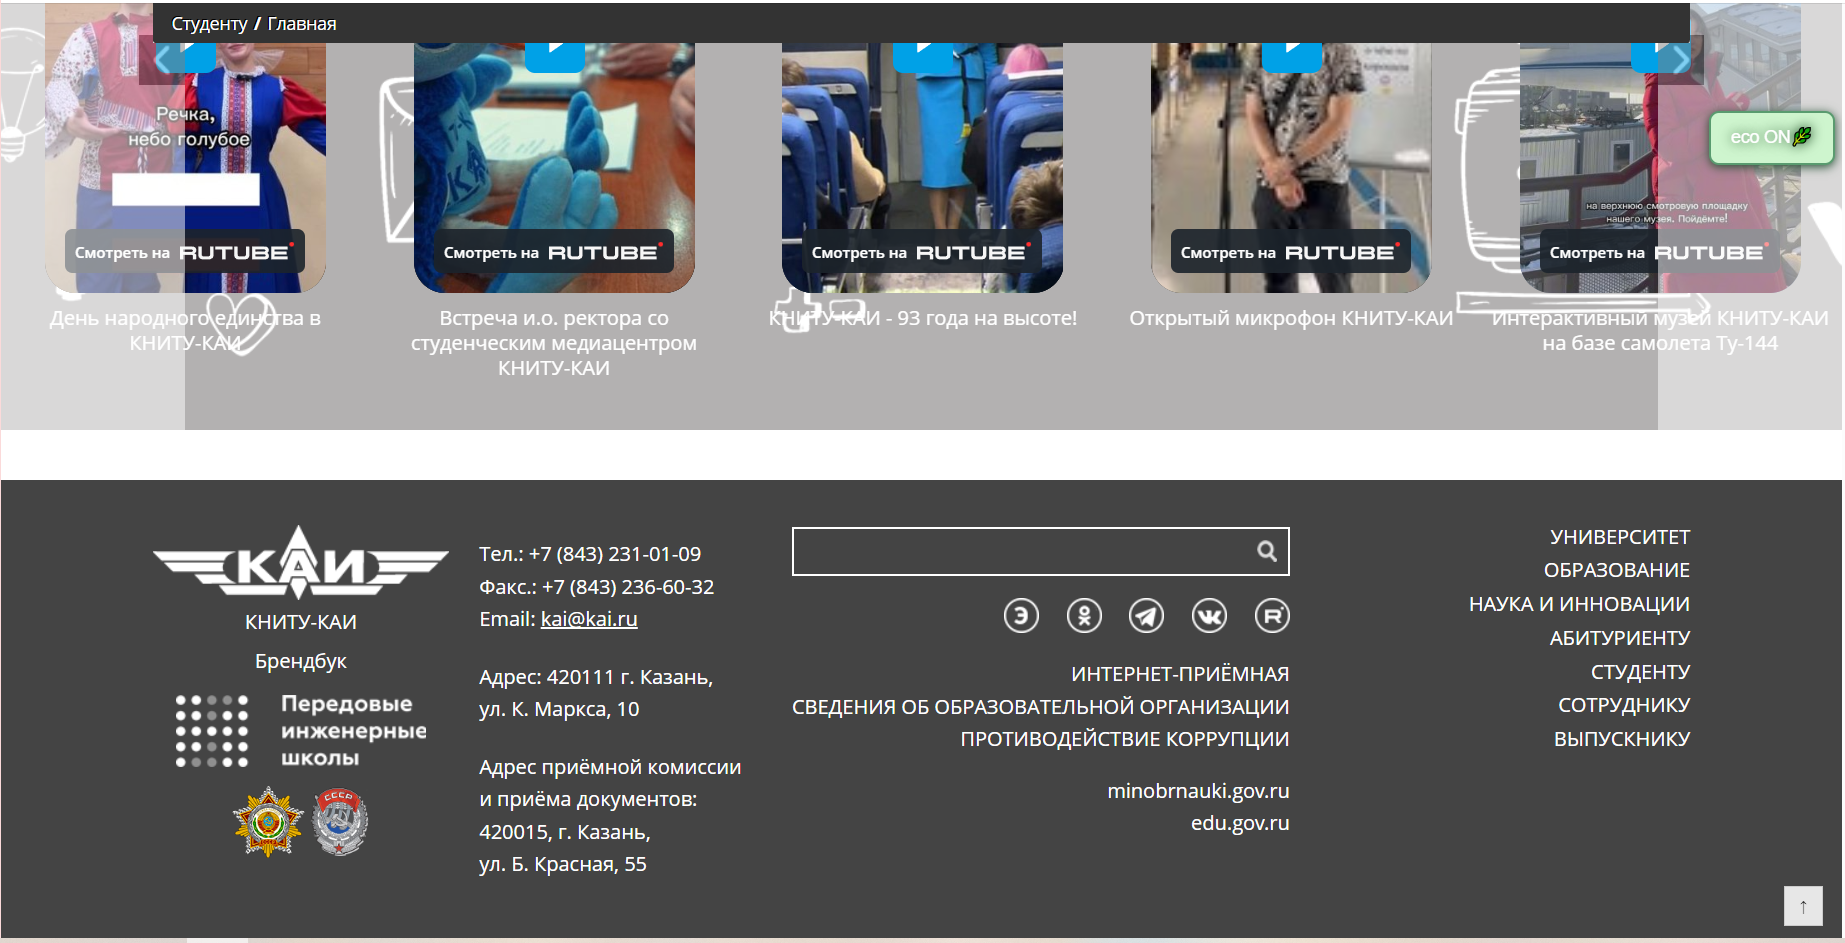 Студенту / Главная
eco ON
Речка,
небо голубое
на верхнюю смотровую площадку
нашего музея. Пойдёмте!
Смотреть на RUTUBE
Смотреть на RUTUBE
Смотреть на RUTUBE
Смотреть на RUTUBE
Смотреть на RUTUBE
День народного единства в
КНИТУ-КАИ
Встреча и.о. ректора со
студенческим медиацентром
КНИТУ-КАИ
КНИТУ-КАИ - 93 года на высоте!
Открытый микрофон КНИТУ-КАИ
Интерактивный музей КНИТУ-КАИ
на базе самолета Ту-144
КАИ
КНИТУ-КАИ
Брендбук
Передовые
инженерные
школы
СССР
Тел.: +7 (843) 231-01-09
Факс.: +7 (843) 236-60-32
Email: kai@kai.ru
Адрес: 420111 г. Казань,
ул. К. Маркса, 10
Адрес приёмной комиссии
и приёма документов:
420015, г. Казань,
ул. Б. Красная, 55
ИНТЕРНЕТ-ПРИЁМНАЯ
СВЕДЕНИЯ ОБ ОБРАЗОВАТЕЛЬНОЙ ОРГАНИЗАЦИИ
ПРОТИВОДЕЙСТВИЕ КОРРУПЦИИ
minobrnauki.gov.ru
edu.gov.ru
УНИВЕРСИТЕТ
ОБРАЗОВАНИЕ
НАУКА И ИННОВАЦИИ
АБИТУРИЕНТУ
СТУДЕНТУ
СОТРУДНИКУ
ВЫПУСКНИКУ